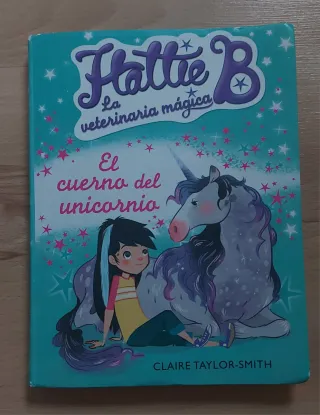 Hattie B
La
veterinaria mágica
El
cuerno del
unicornio
CLAIRE TAYLOR-SMITH